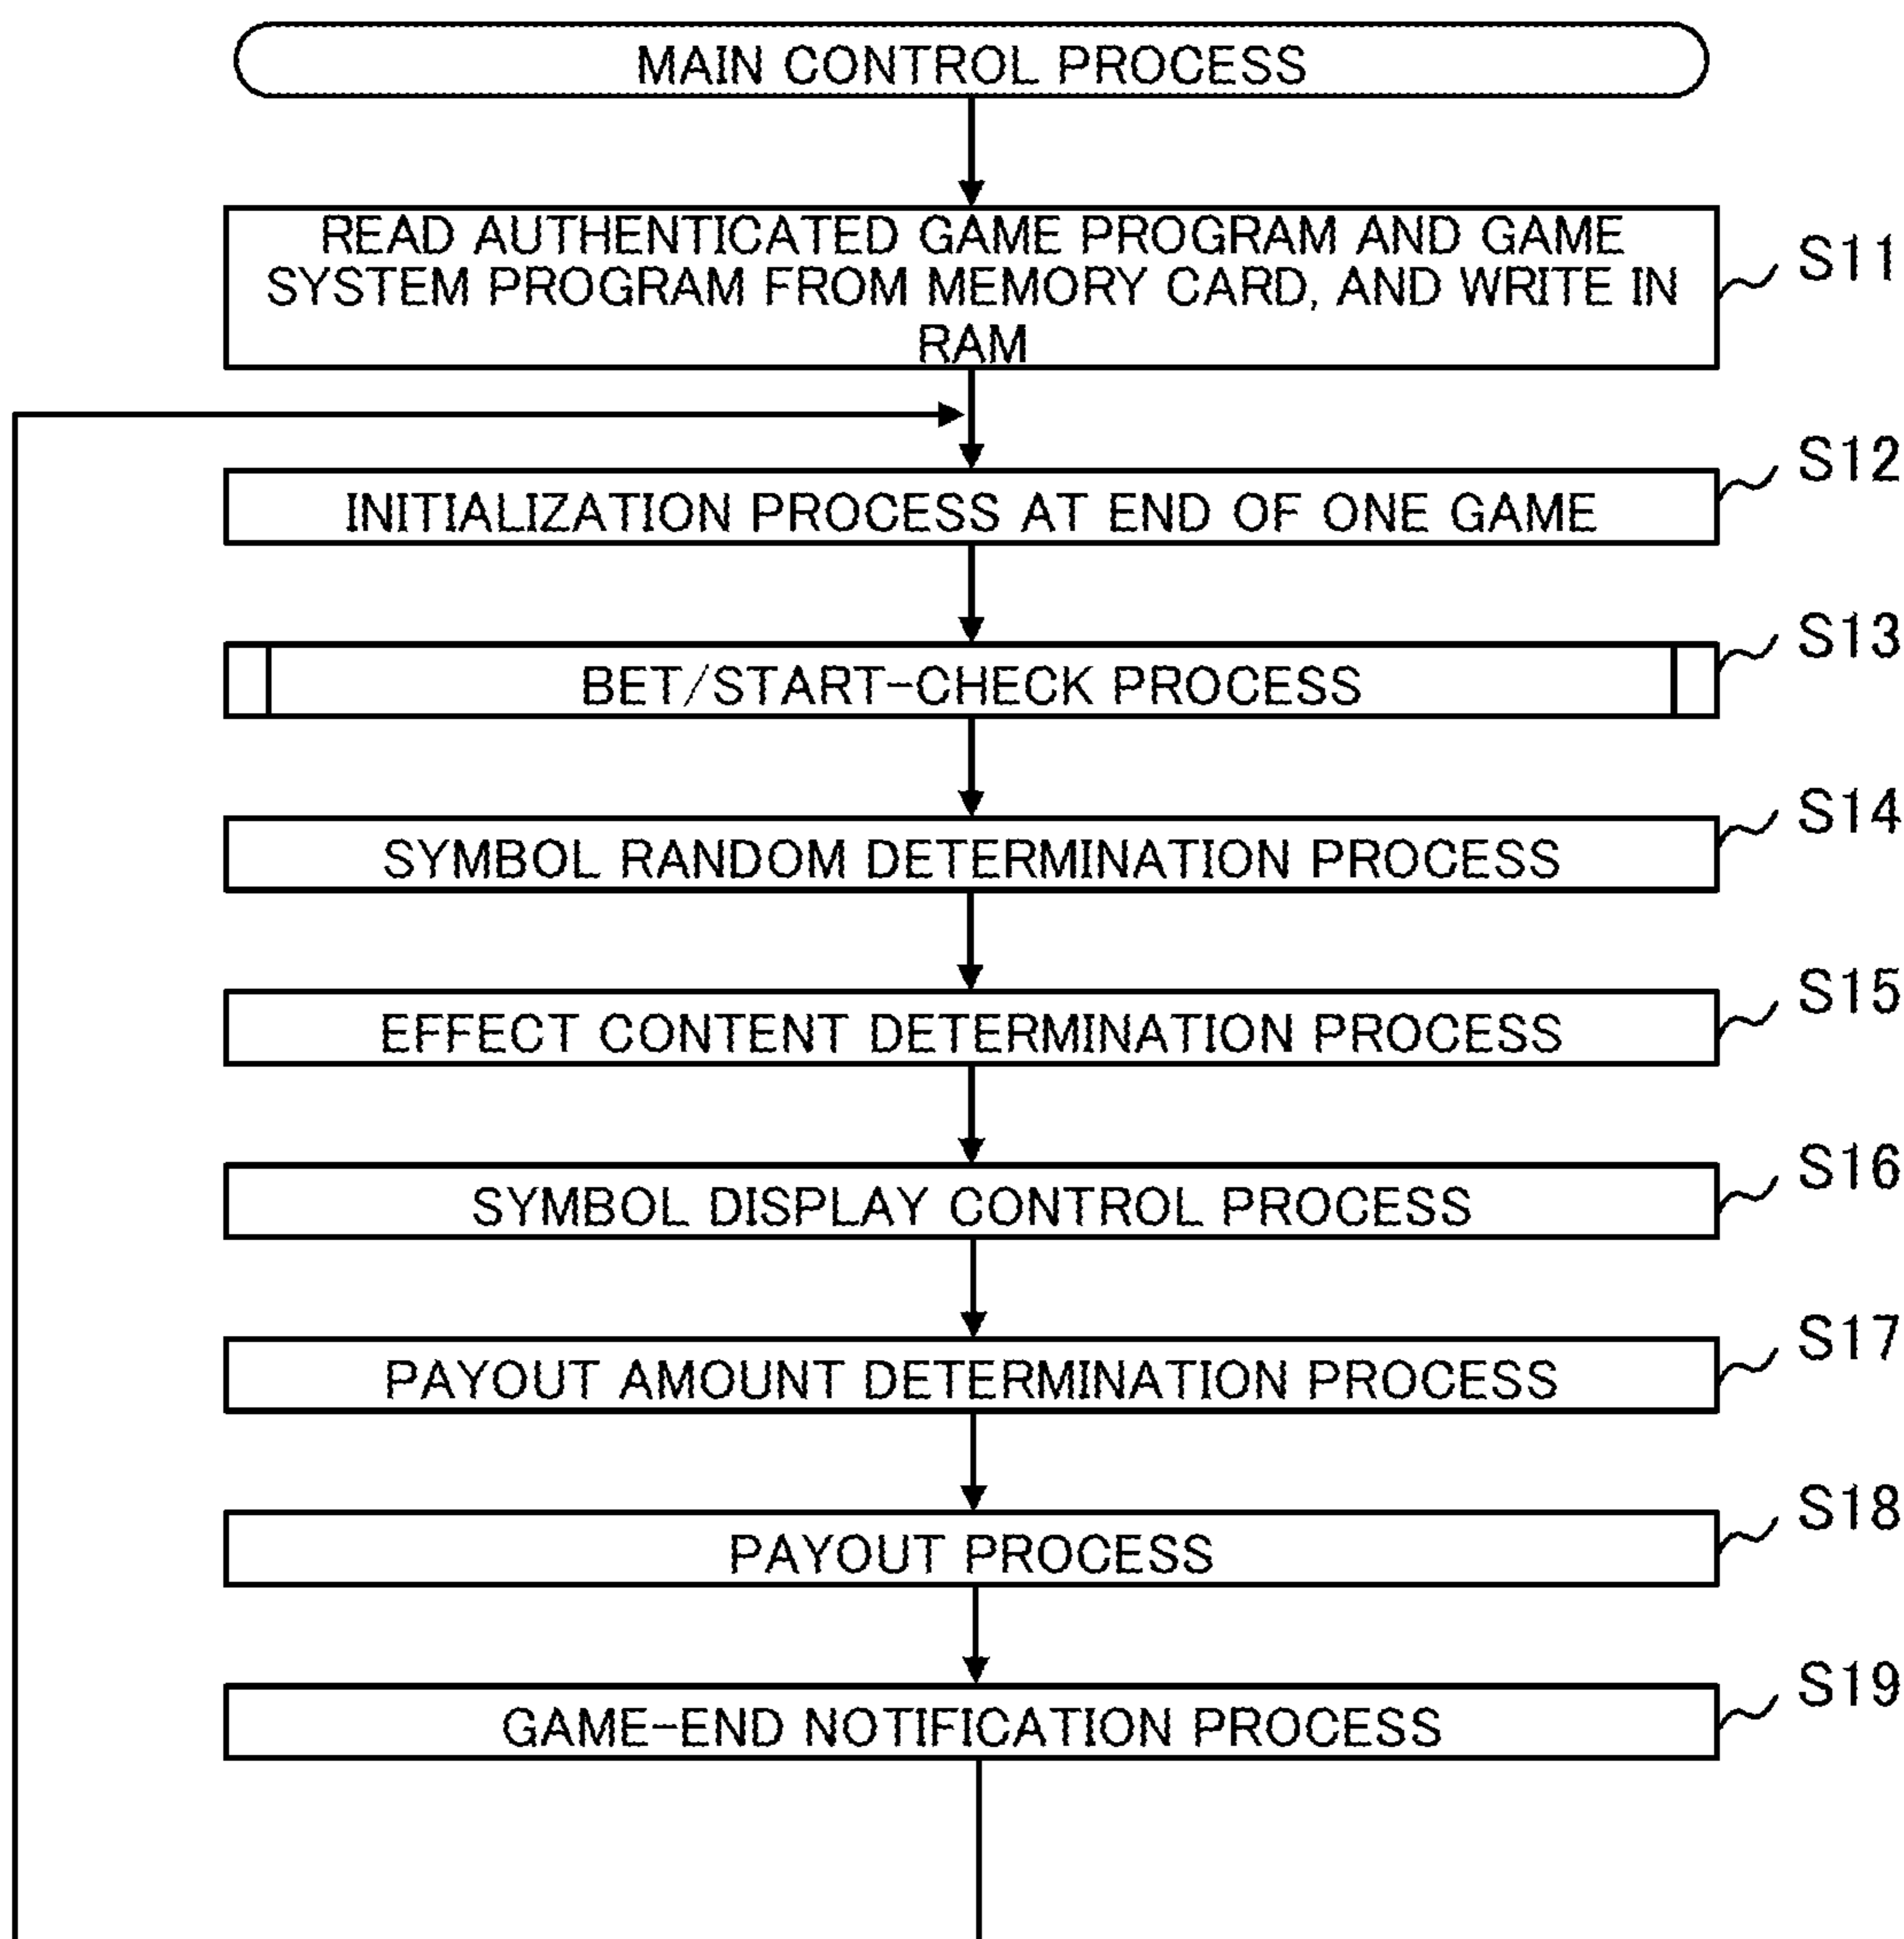 MAIN CONTROL PROCESS
READ AUTHENTICATED GAME PROGRAM AND GAME
SYSTEM PROGRAM FROM MEMORY CARD, AND WRITE IN
RAM
S11
S12
INITIALIZATION PROCESS AT END OF ONE GAME
S13
BET/START-CHECK PROCESS
S14
SYMBOL RANDOM DETERMINATION PROCESS
S15
EFFECT CONTENT DETERMINATION PROCESS
S16
SYMBOL DISPLAY CONTROL PROCESS
S17
PAYOUT AMOUNT DETERMINATION PROCESS
S18
PAYOUT PROCESS
S19
GAME-END NOTIFICATION PROCESS